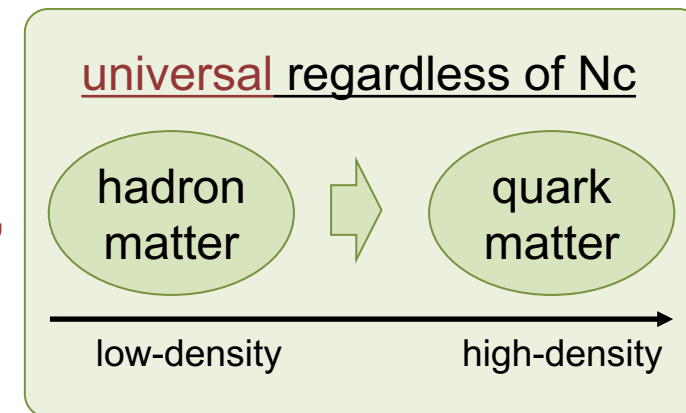 universal regardless of Nc
hadron
matter
quark
matter
low-density
high-density